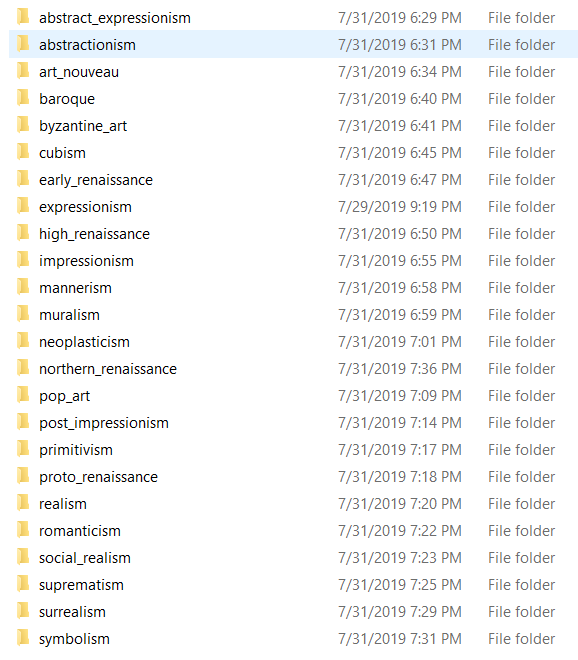 abstract_expressionism 7/31/2019 6:29 PM File folder
abstractionism 7/31/2019 6:31 PM File folder
art_nouveau 7/31/2019 6:34 PM File folder
baroque 7/31/2019 6:40 PM File folder
byzantine_art 7/31/2019 6:41 PM File folder
cubism 7/31/2019 6:45 PM File folder
early_renaissance 7/31/2019 6:47 PM File folder
expressionism 7/29/2019 9:19 PM File folder
high_renaissance 7/31/2019 6:50 PM File folder
impressionism 7/31/2019 6:55 PM File folder
mannerism 7/31/2019 6:58 PM File folder
muralism 7/31/2019 6:59 PM File folder
neoplasticism 7/31/2019 7:01 PM File folder
northern_renaissance 7/31/2019 7:36 PM File folder
pop_art 7/31/2019 7:09 PM File folder
post_impressionism 7/31/2019 7:14 PM File folder
primitivism 7/31/2019 7:17 PM File folder
proto_renaissance 7/31/2019 7:18 PM File folder
realism 7/31/2019 7:20 PM File folder
romanticism 7/31/2019 7:22 PM File folder
social_realism 7/31/2019 7:23 PM File folder
suprematism 7/31/2019 7:25 PM File folder
surrealism 7/31/2019 7:29 PM File folder
symbolism 7/31/2019 7:31 PM File folder